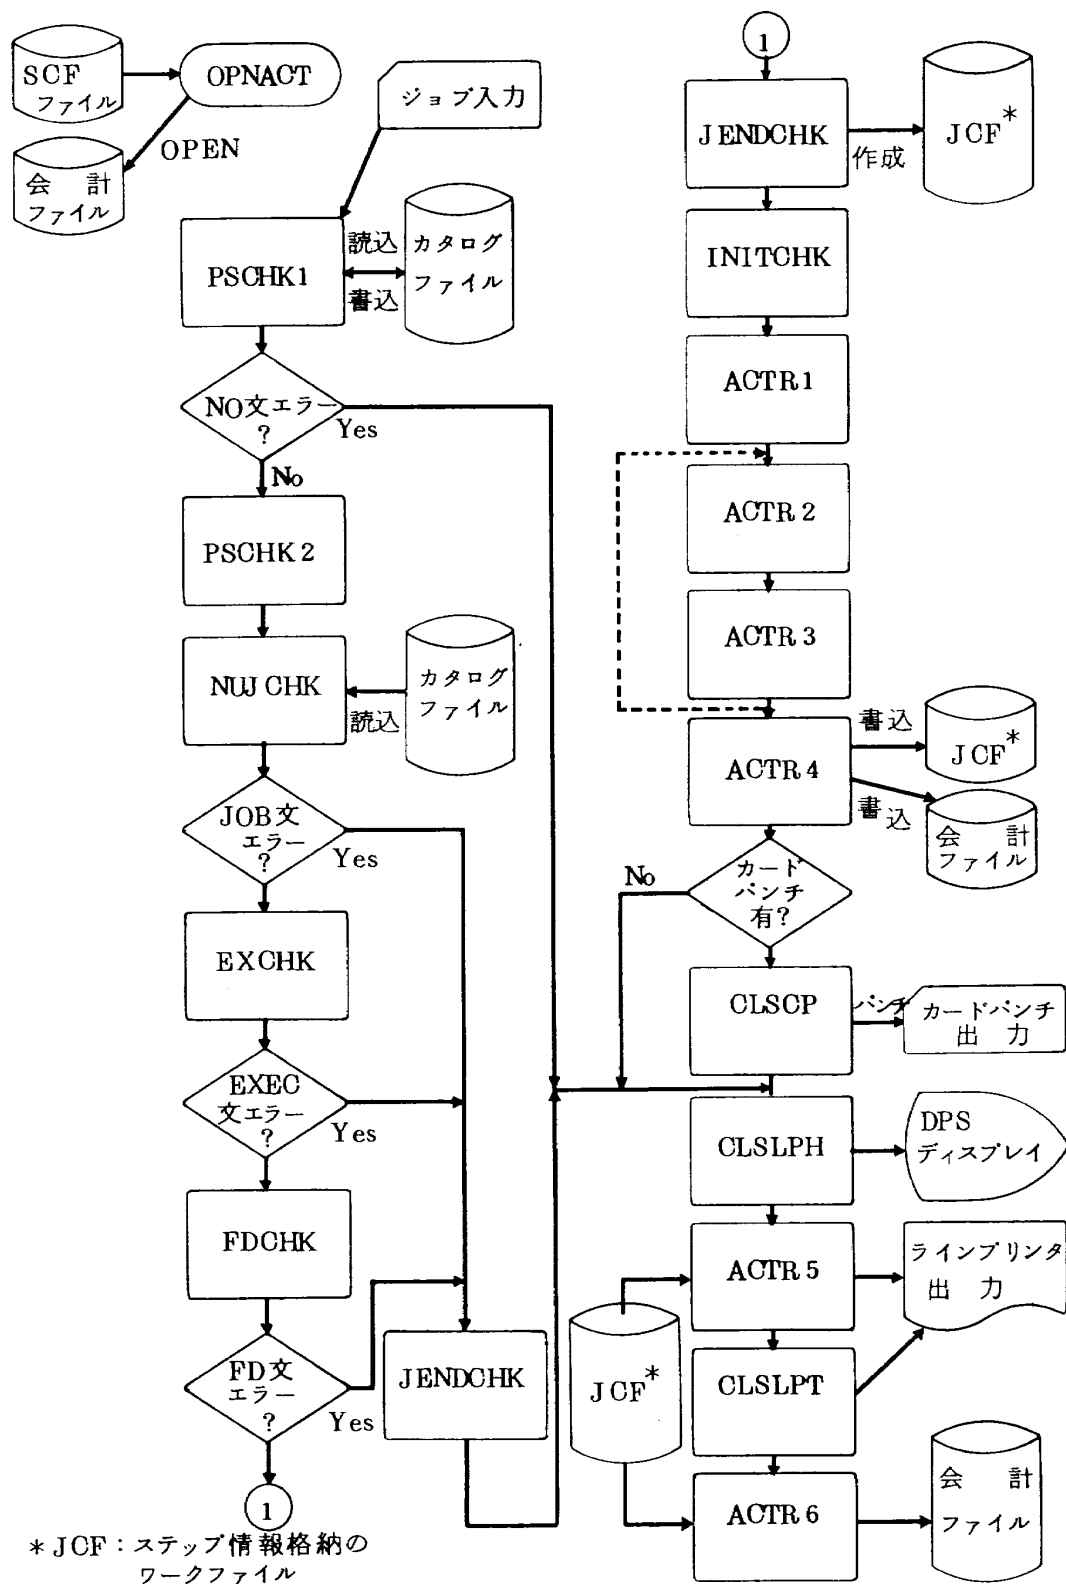 SCF
ファイル
OPNACT
OPEN
会 計
ファイル
ジョブ入力
PSCHK1
読込
書込
カタログ
ファイル
NO文エラー
?
Yes
No
PSCHK2
NUJCHK
読込
カタログ
ファイル
JOB文
エラー
?
Yes
EXCHK
EXEC
文エラー
?
Yes
FDCHK
FD文
エラー
?
Yes
JENDCHK
1
*JCF:ステップ情報格納の
ワークファイル
1
JENDCHK
作成
JCF*
INITCHK
ACTR1
ACTR2
ACTR3
ACTR4
書込
JCF*
書込
会 計
ファイル
カード
パンチ
有?
No
CLSCP
パンチ
カードパンチ
出 力
CLSLPH
DPS
ディスプレイ
ACTR5
ラインプリンタ
出 力
JCF*
CLSLPT
ACTR6
会 計
ファイル